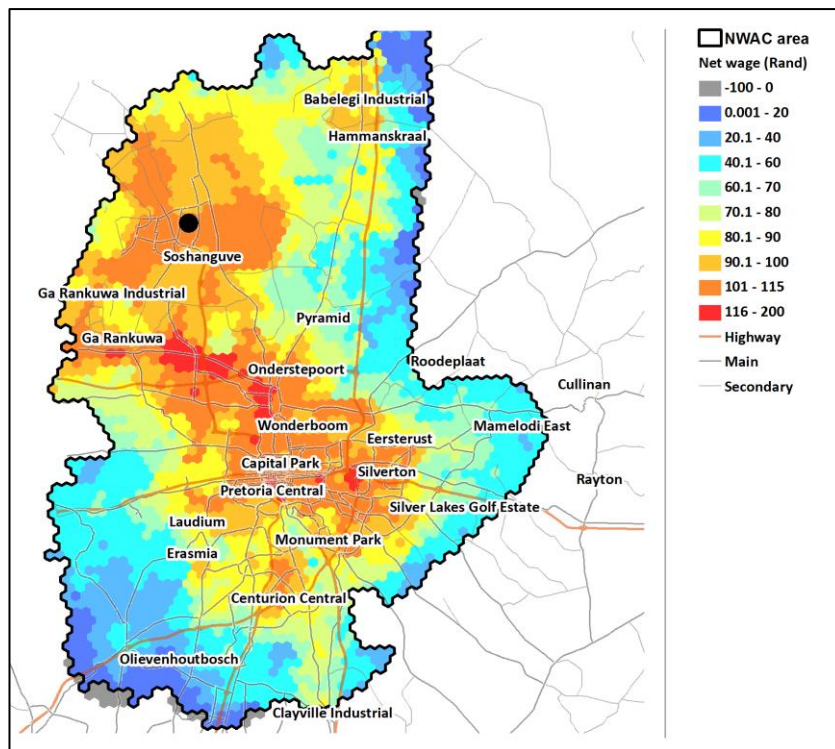 Babelegi Industrial
Hammanskraal
Soshanguve
Ga Rankuwa Industrial
Pyramid
Ga Rankuwa
Roodeplaat
Onderstepoort
Cullinan
Wonderboom
Mamelodi East
Eersterust
Capital Park
Silverton
Rayton
Pretoria Central
Silver Lakes Golf Estate
Laudium
Monument Park
Erasmia
Centurion Central
Olievenhoutbosch
Clayville Industrial
NWAC area
Net wage (Rand)
-100 - 0
0.001 - 20
20.1 - 40
40.1 - 60
60.1 - 70
70.1 - 80
80.1 - 90
90.1 - 100
101 - 115
116 - 200
Highway
Main
Secondary